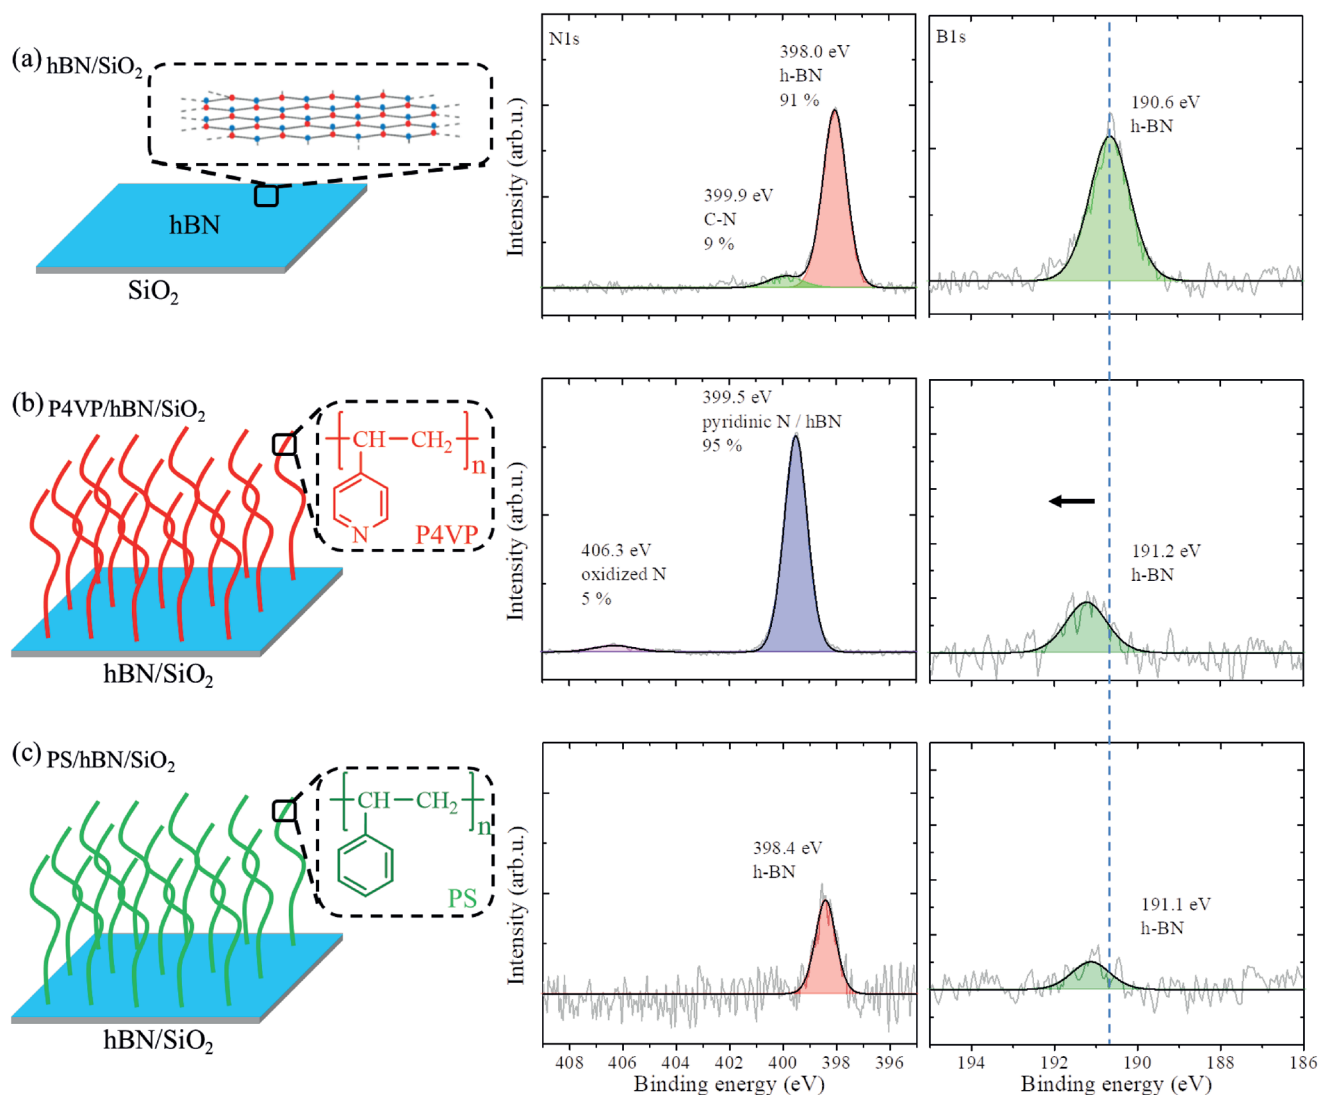 (a) hBN/SiO2
hBN
SiO2
N1s
398.0 eV
h-BN
91 %
399.9 eV
C-N
9 %
Intensity (arb.u.)
B1s
190.6 eV
h-BN
(b) P4VP/hBN/SiO2
CH
CH2
n
N
P4VP
hBN/SiO2
399.5 eV
pyridinic N / hBN
95 %
406.3 eV
oxidized N
5 %
Intensity (arb.u.)
191.2 eV
h-BN
(c) PS/hBN/SiO2
CH
CH2
n
PS
hBN/SiO2
398.4 eV
h-BN
Intensity (arb.u.)
408 406 404 402 400 398 396
Binding energy (eV)
191.1 eV
h-BN
194 192 190 188 186
Binding energy (eV)